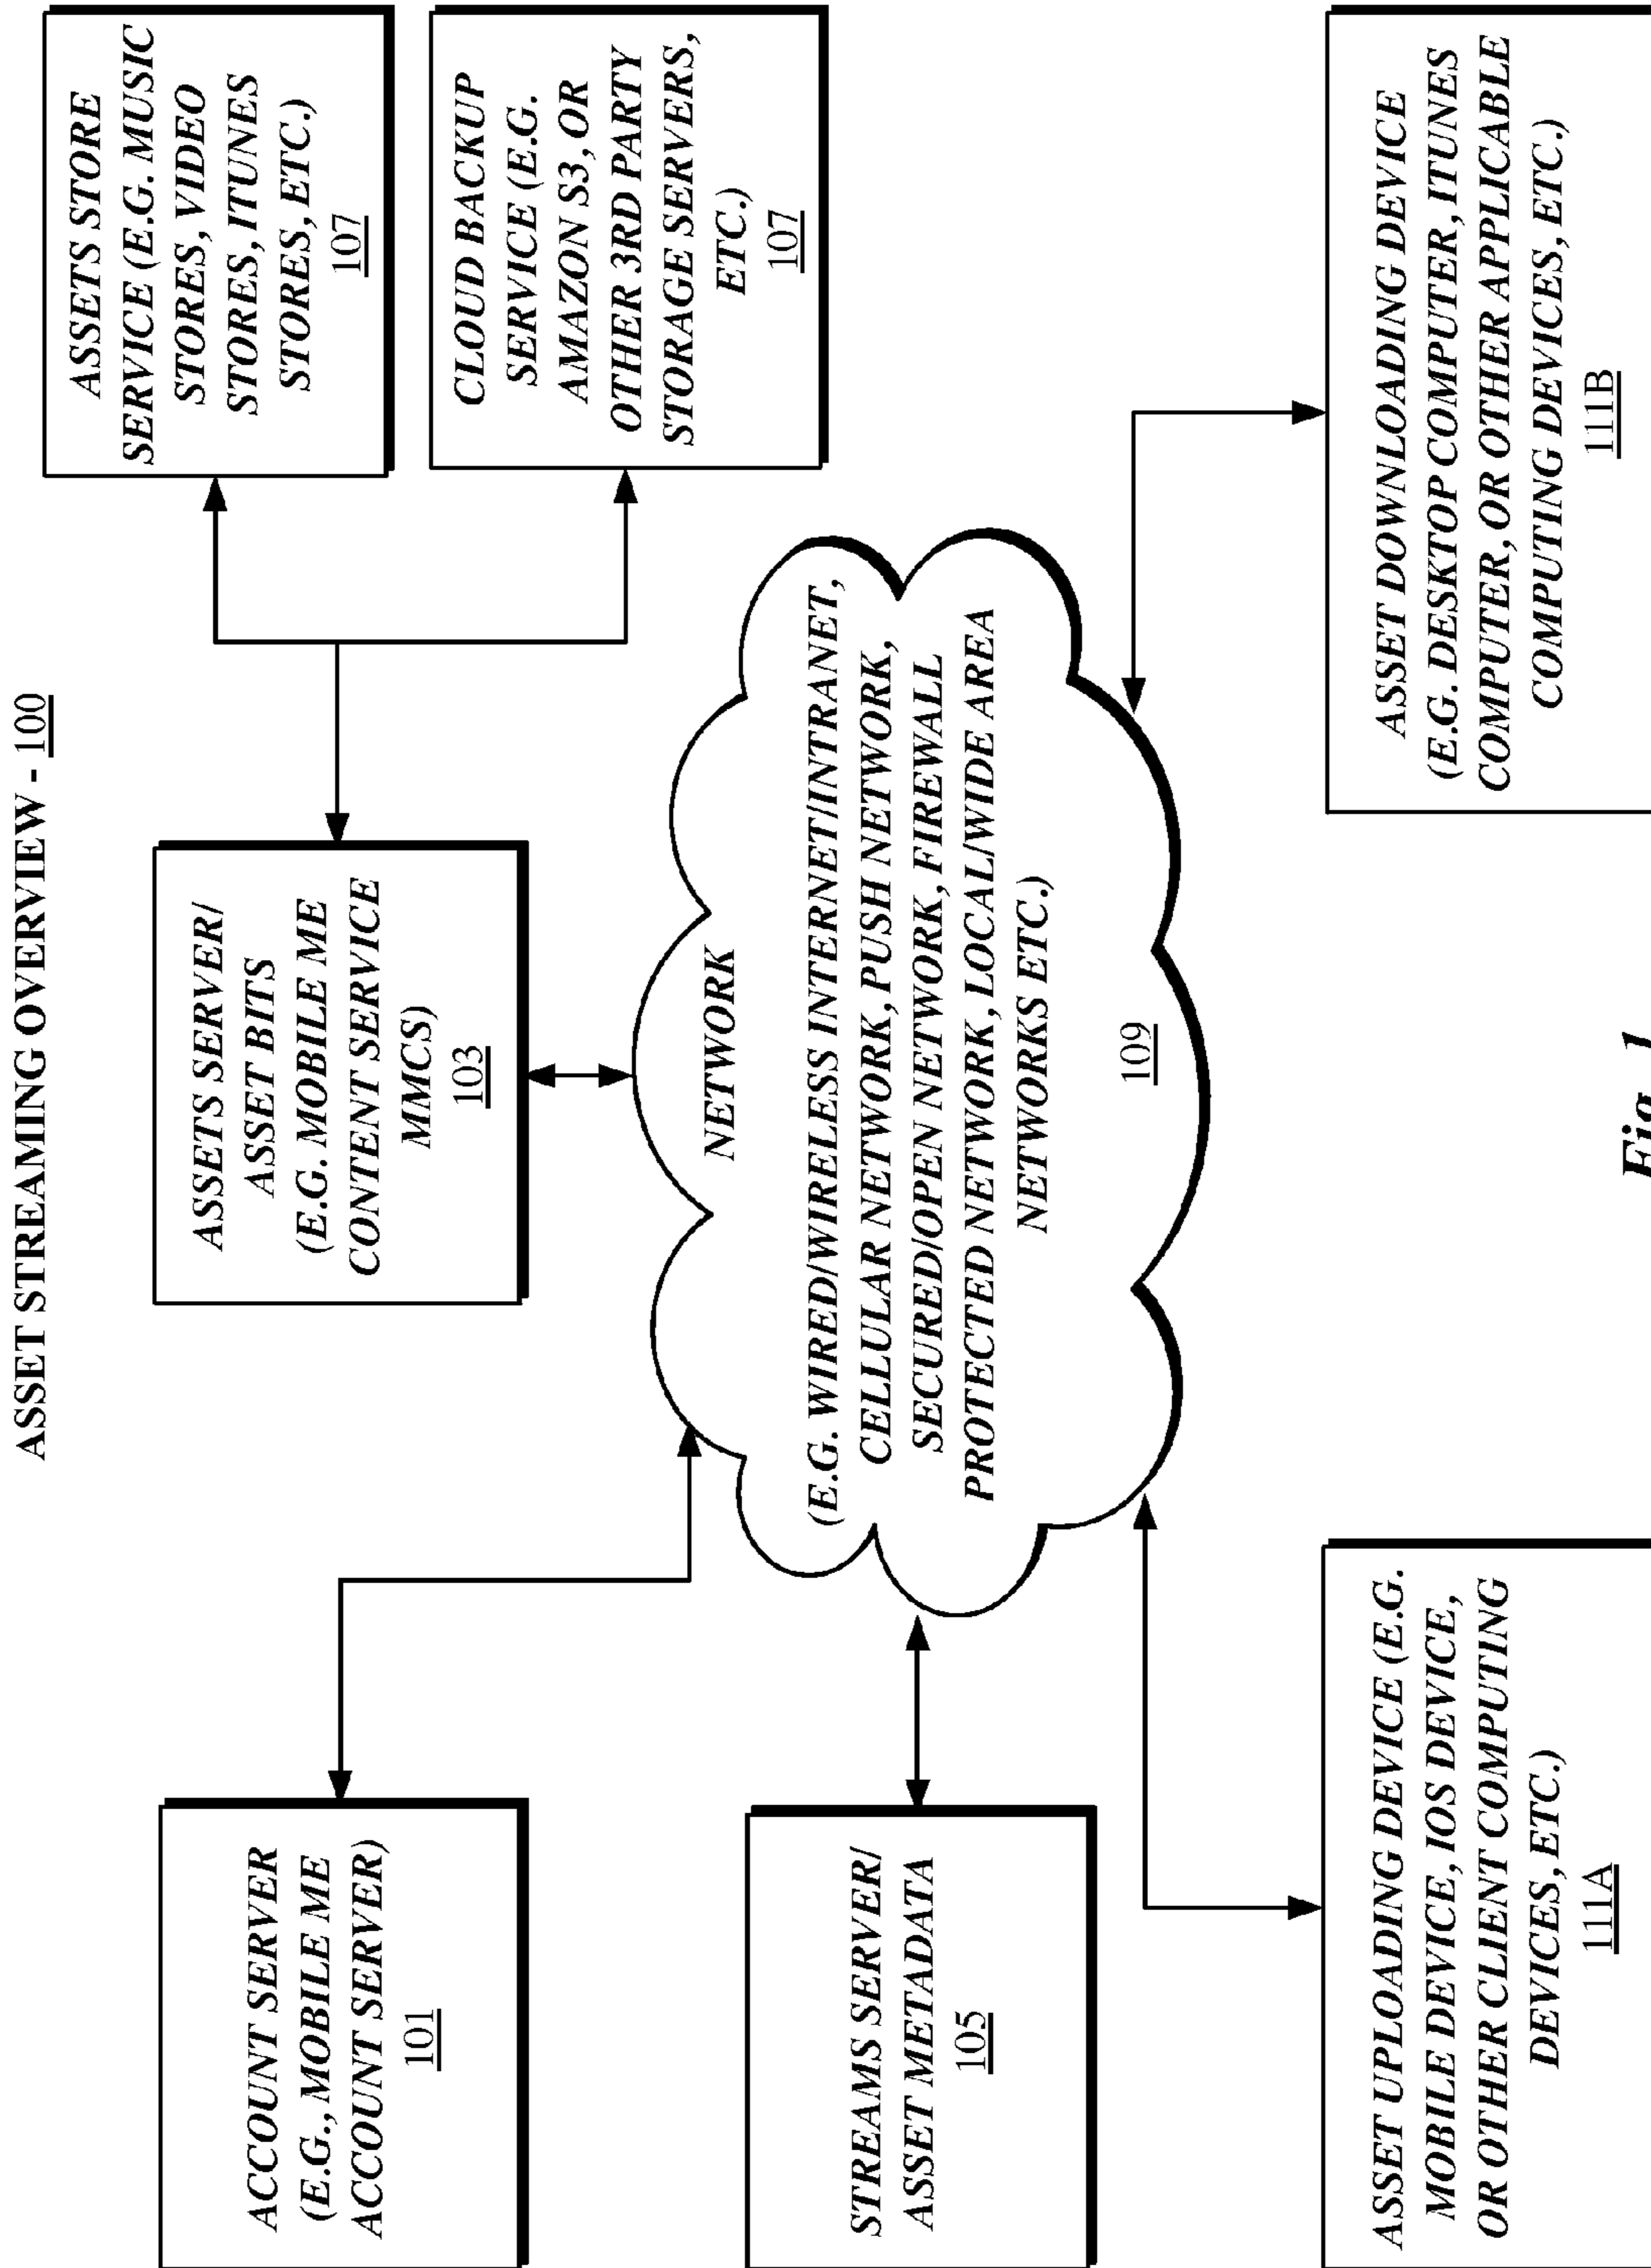 ASSET STREAMING OVERVIEW - 100
ACCOUNT SERVER
(E.G., MOBILE ME
ACCOUNT SERVER)
101
ASSETS SERVER/
ASSET BITS
(E.G. MOBILE ME
CONTENT SERVICE
MMCS)
103
ASSETS STORE
SERVICE (E.G. MUSIC
STORES, VIDEO
STORES, ITUNES
STORES, ETC.)
107
CLOUD BACKUP
SERVICE (E.G.
AMAZON S3, OR
OTHER 3RD PARTY
STORAGE SERVERS,
ETC.)
107
STREAMS SERVER/
ASSET METADATA
105
NETWORK
(E.G. WIRED/WIRELESS INTERNET/INTRANET,
CELLULAR NETWORK, PUSH NETWORK,
SECURED/OPEN NETWORK, FIREWALL
PROTECTED NETWORK, LOCAL/WIDE AREA
NETWORKS ETC.)
109
ASSET UPLOADING DEVICE (E.G.
MOBILE DEVICE, IOS DEVICE,
OR OTHER CLIENT COMPUTING
DEVICES, ETC.)
111A
ASSET DOWNLOADING DEVICE
(E.G. DESKTOP COMPUTER, ITUNES
COMPUTER, OR OTHER APPLICABLE
COMPUTING DEVICES, ETC.)
111B
Fig. 1